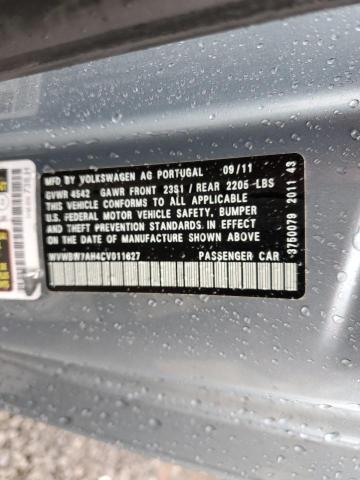 MFD BY VOLKSWAGEN AG PORTUGAL 09/11
GVWR 4542 GAWR FRONT 2381 / REAR 2205 LBS
THIS VEHICLE CONFORMS TO ALL APPLICABLE
U.S. FEDERAL MOTOR VEHICLE SAFETY, BUMPER
AND THEFT PREVENTION STANDARDS IN EFFECT
ON THE DATE OF MANUFACTURE SHOWN ABOVE
WVWBW7AH4CV011627 PASSENGER CAR
3750079 2011 43